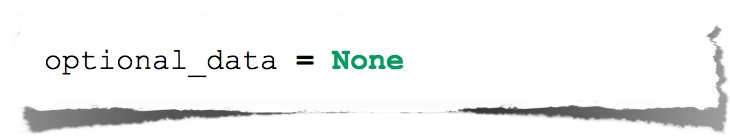 optional_data = None